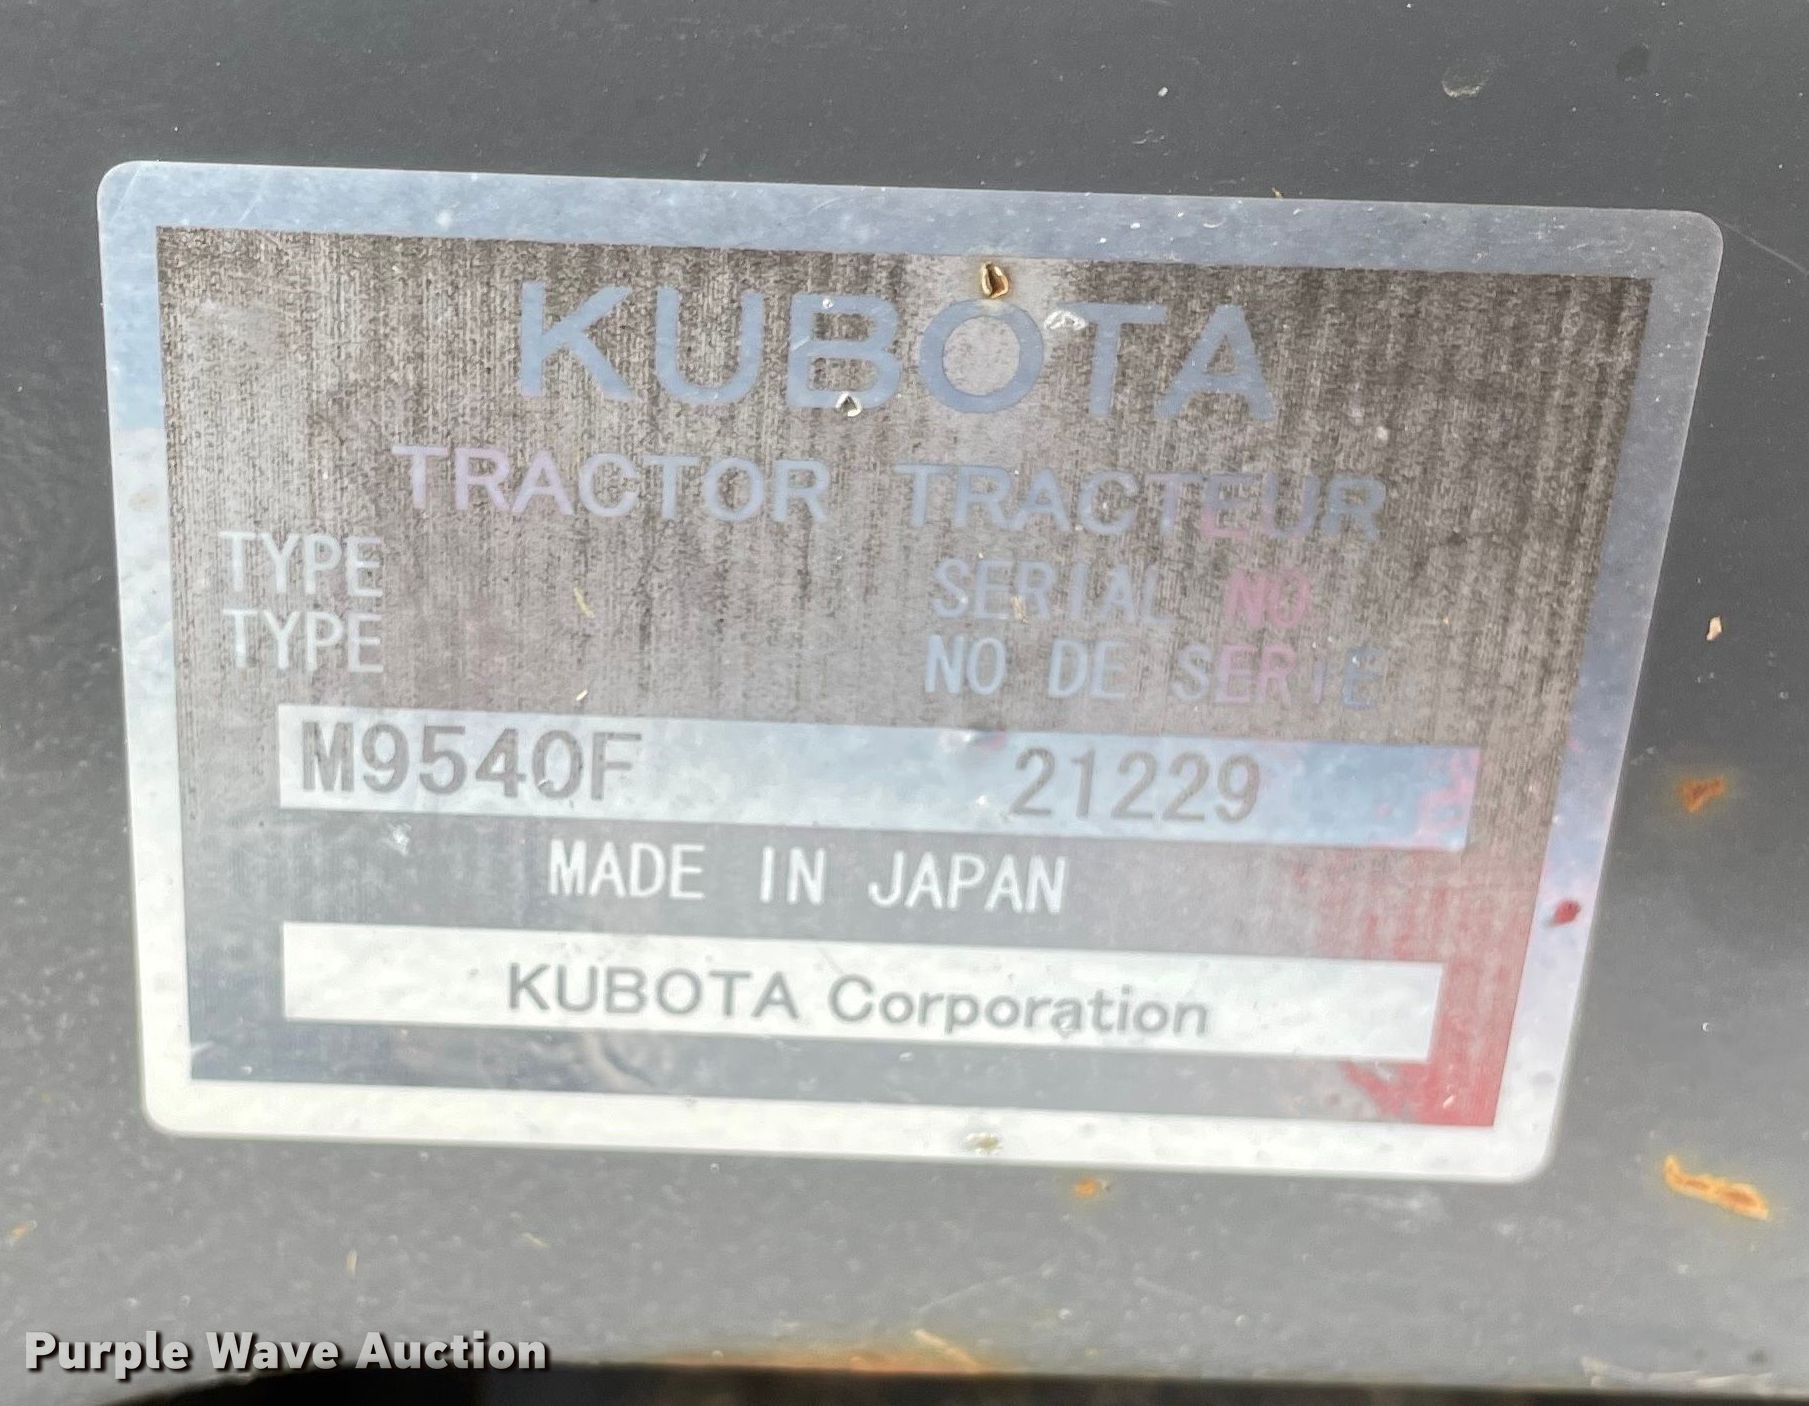 KUBOTA
TRACTOR TRACTEUR
TYPE SERIAL NO.
TYPE NO DE SERIE
M9540F 21229
MADE IN JAPAN
KUBOTA Corporation
Purple Wave Auction